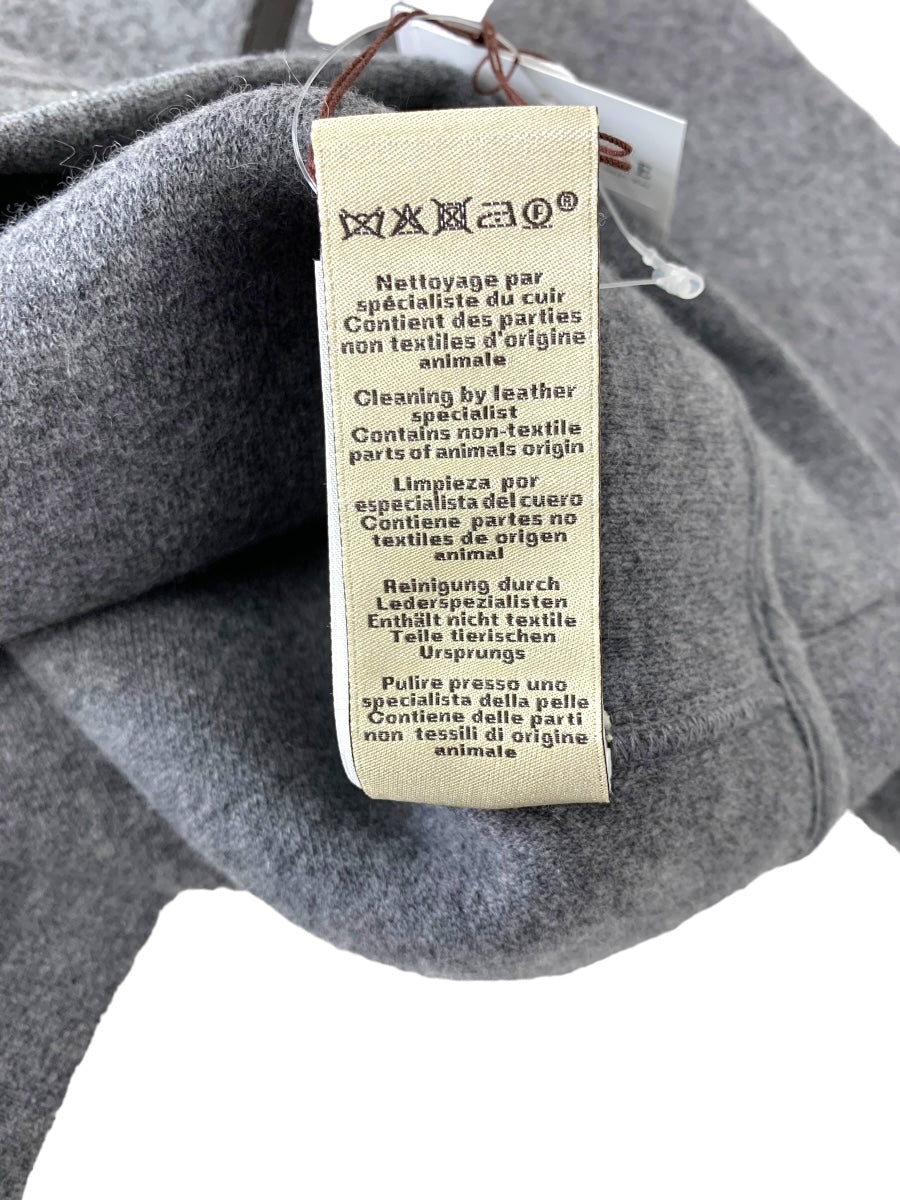 F ®
Nettoyage par
spécialiste du cuir
Contient des parties
non textiles d'origine
animale
Cleaning by leather
specialist
Contains non-textile
parts of animals origin
Limpieza por
especialista del cuero
Contiene partes no
textiles de origen
animal
Reinigung durch
Lederspezialisten
Enthält nicht textile
Teile tierischen
Ursprungs
Pulire presso uno
specialista della pelle
Contiene delle parti
non tessili di origine
animale
E